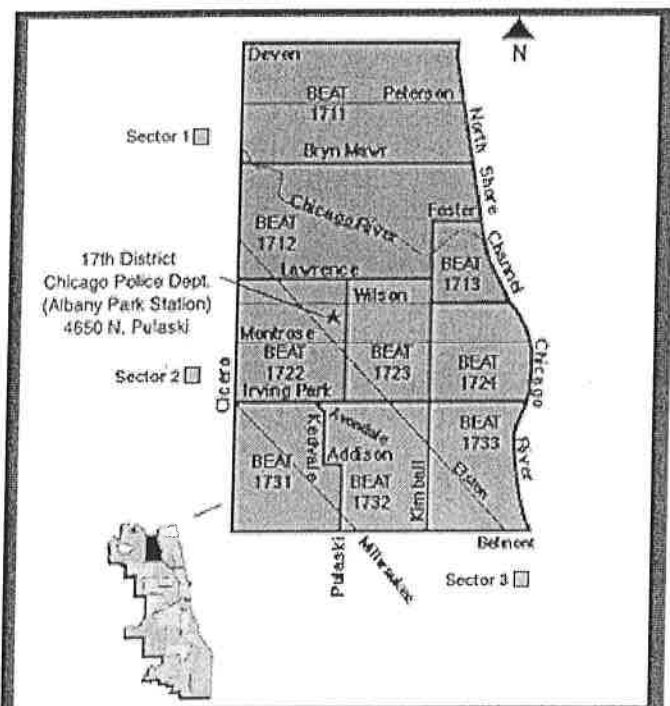 N
Devon
BEAT
1711
Peterson
Sector 1
Bryn Mawr
North Shore Channel
Chicago River
Foster
BEAT
1712
17th District
Chicago Police Dept.
(Albany Park Station)
4650 N. Pulaski
Lawrence
BEAT
1713
Wilson
Montrose
BEAT
1722
BEAT
1723
BEAT
1724
Chicago River
Sector 2
Cicero
Irving Park
Avondale
Kedvale
Addison
BEAT
1731
BEAT
1732
BEAT
1733
Kimball
Elston
Pulaski
Milwaukee
Belmont
Sector 3